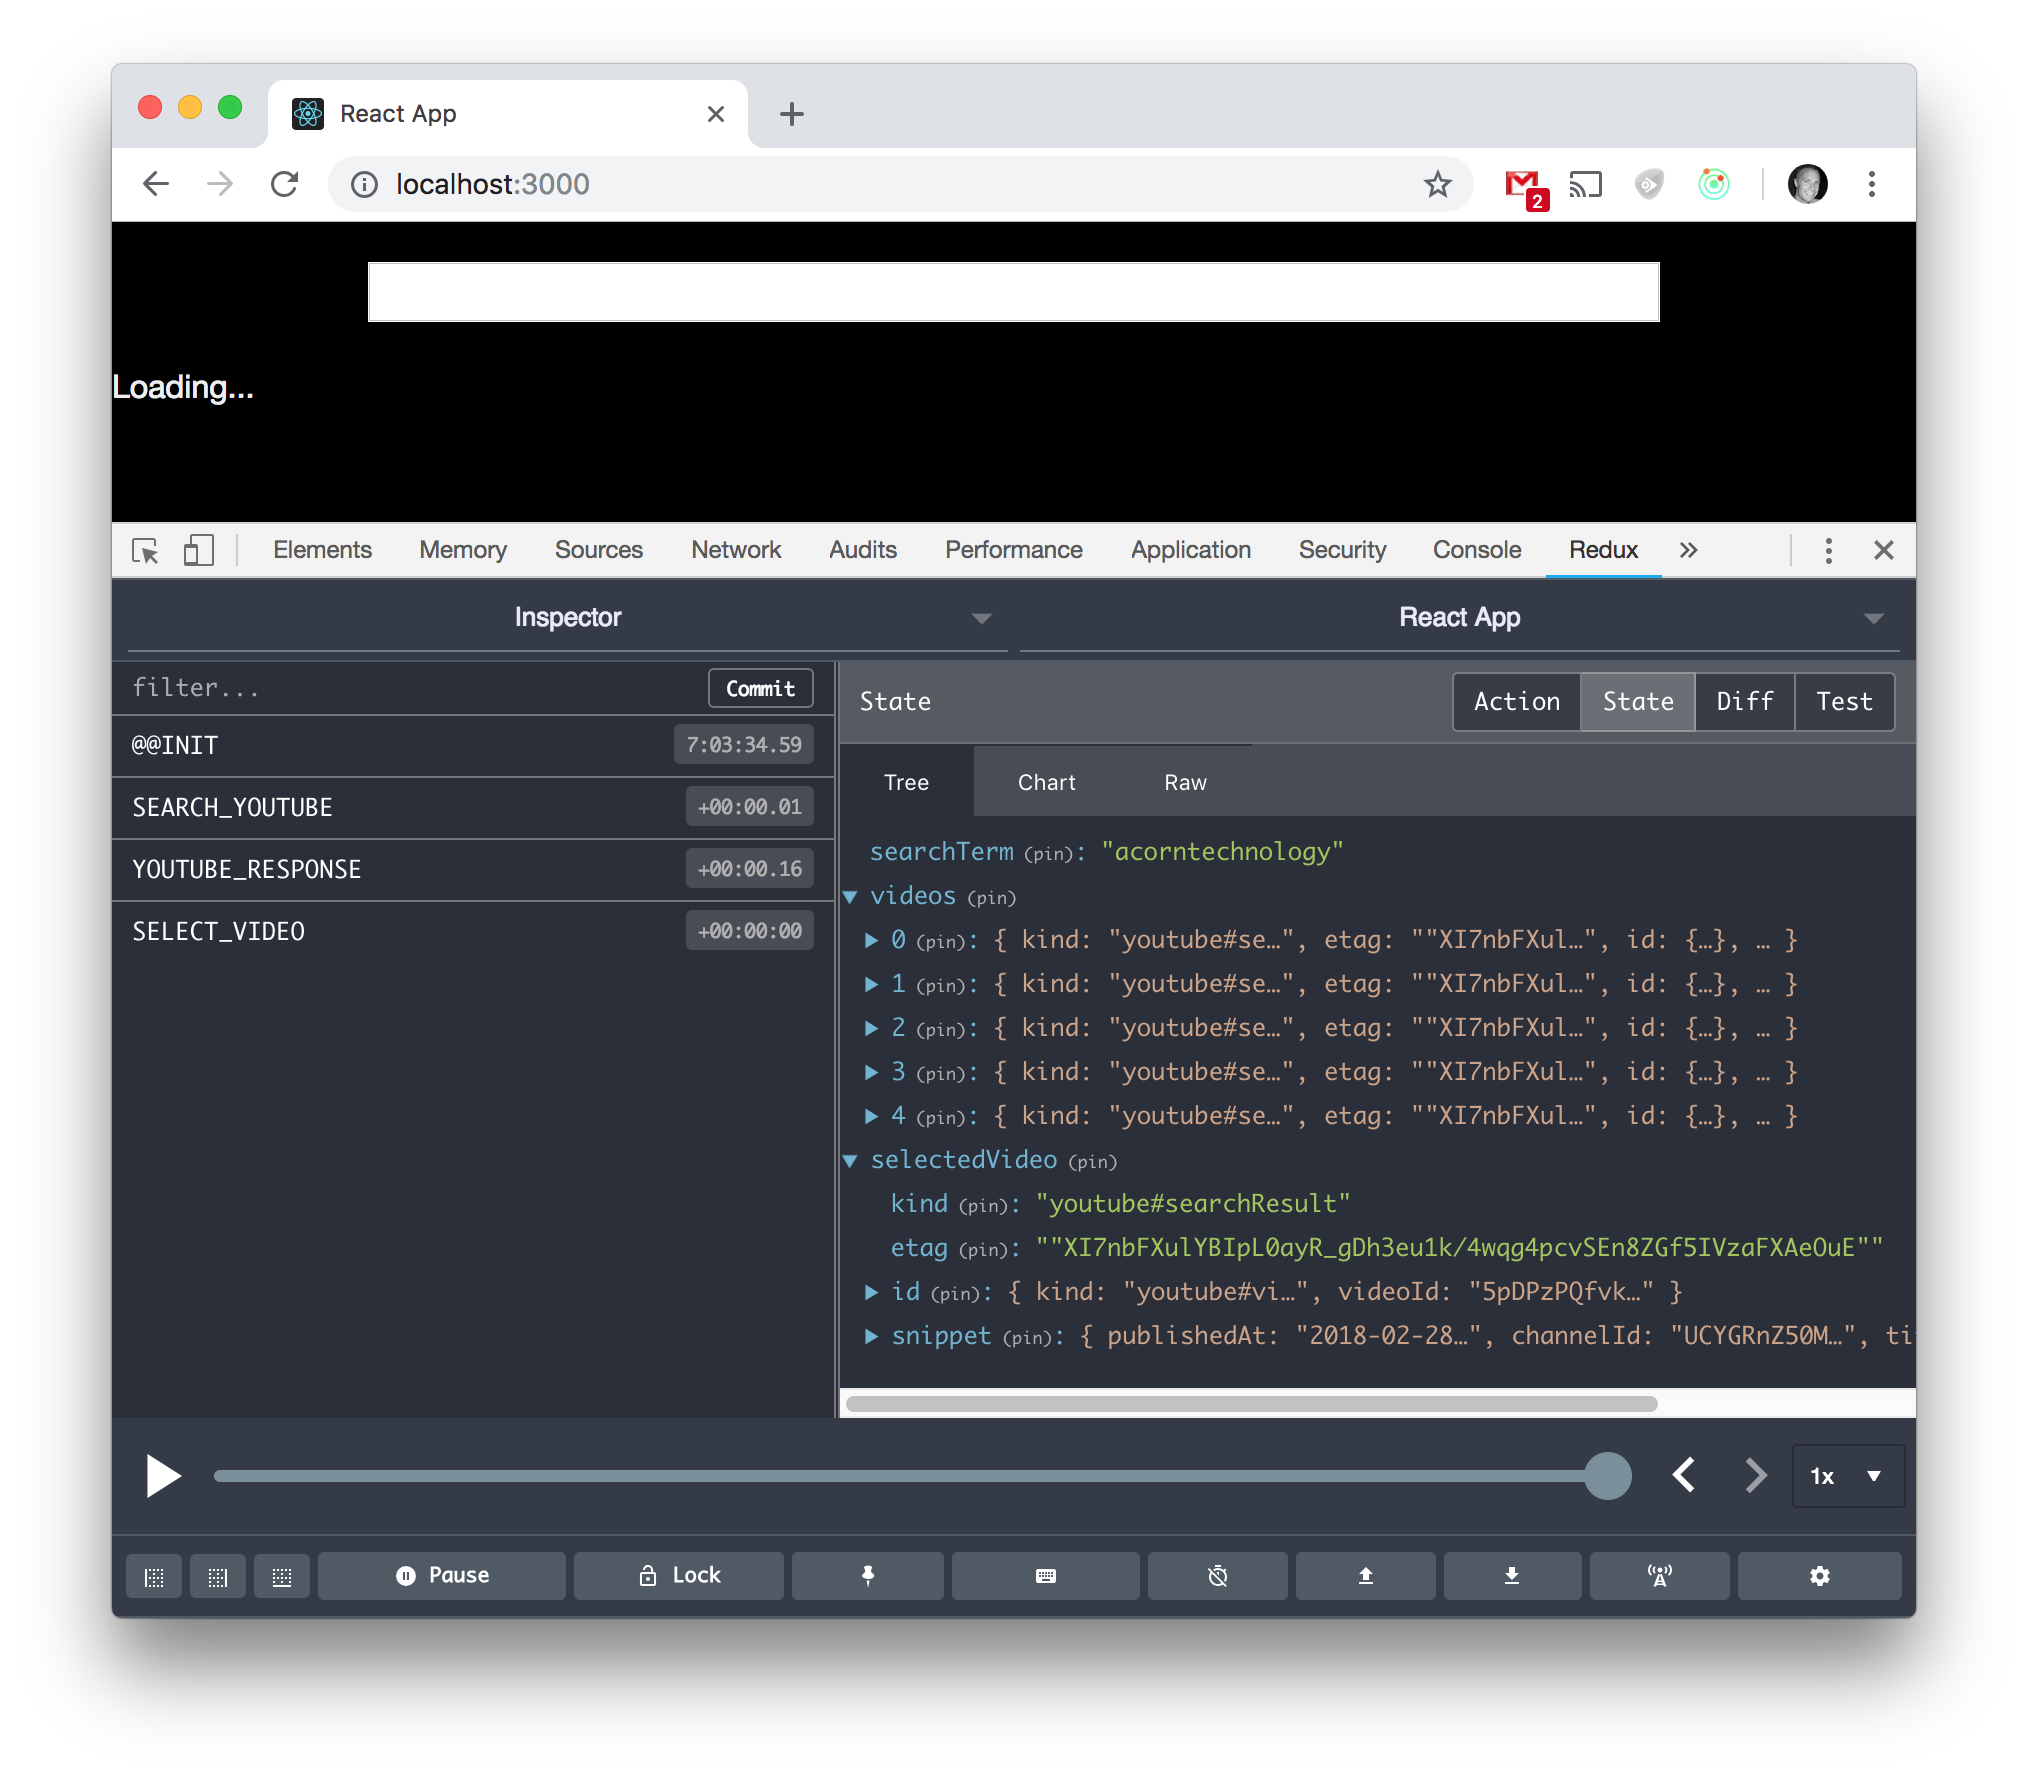 React App
localhost:3000
2
Loading...
Elements Memory Sources Network Audits Performance Application Security Console Redux
Inspector React App
filter... Commit
@@INIT 7:03:34.59
SEARCH_YOUTUBE +00:00.01
YOUTUBE_RESPONSE +00:00.16
SELECT_VIDEO +00:00:00
State Action State Diff Test
Tree Chart Raw
searchTerm (pin): "acorntechnology"
videos (pin)
0 (pin): { kind: "youtube#se…", etag: ""XI7nbFXul…", id: {…}, … }
1 (pin): { kind: "youtube#se…", etag: ""XI7nbFXul…", id: {…}, … }
2 (pin): { kind: "youtube#se…", etag: ""XI7nbFXul…", id: {…}, … }
3 (pin): { kind: "youtube#se…", etag: ""XI7nbFXul…", id: {…}, … }
4 (pin): { kind: "youtube#se…", etag: ""XI7nbFXul…", id: {…}, … }
selectedVideo (pin)
kind (pin): "youtube#searchResult"
etag (pin): ""XI7nbFXulYBIpL0ayR_gDh3eu1k/4wqg4pcvSEn8ZGf5IVzaFXAeOuE""
id (pin): { kind: "youtube#vi…", videoId: "5pDPzPQfvk…" }
snippet (pin): { publishedAt: "2018-02-28…", channelId: "UCYGRnZ50M…", ti
1x
Pause Lock